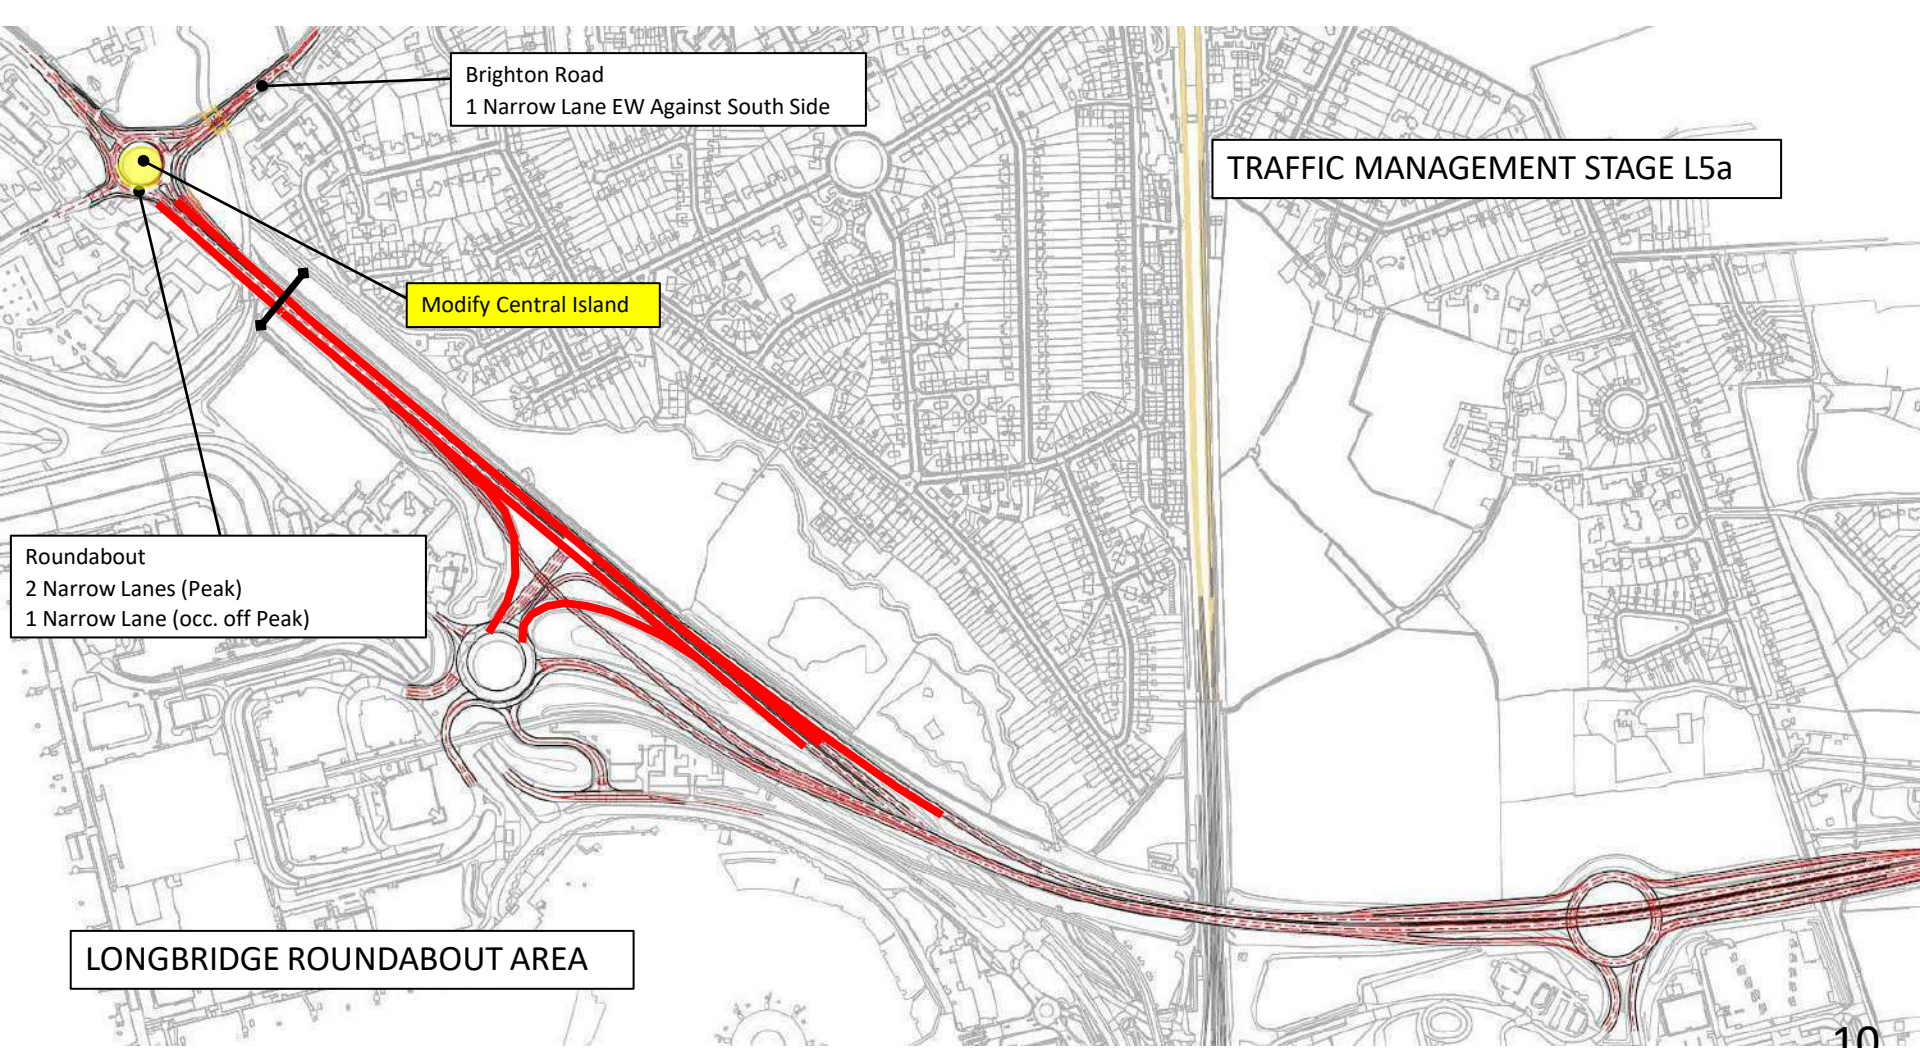 Brighton Road
1 Narrow Lane EW Against South Side
TRAFFIC MANAGEMENT STAGE L5a
Modify Central Island
Roundabout
2 Narrow Lanes (Peak)
1 Narrow Lane (occ. off Peak)
LONGBRIDGE ROUNDABOUT AREA
10